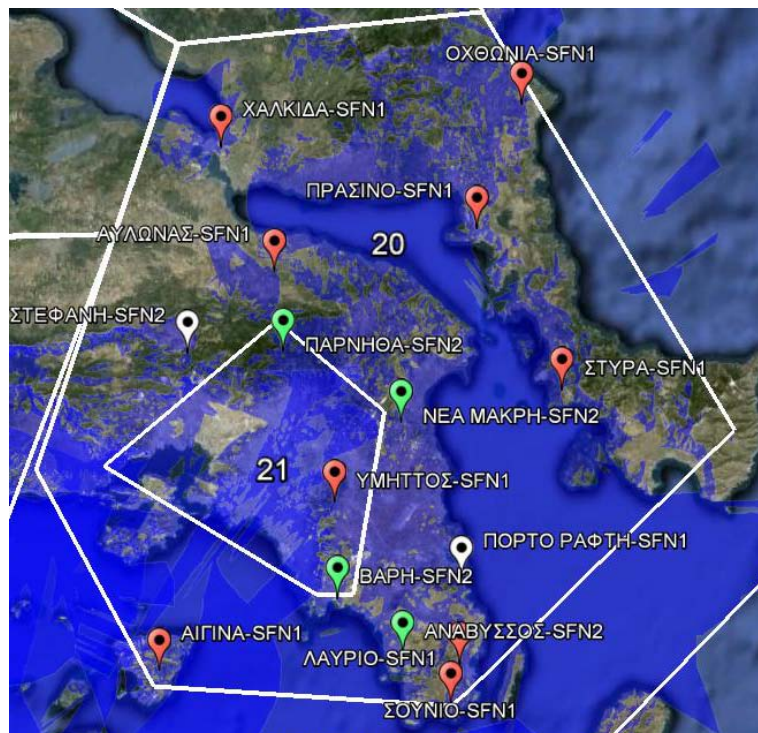 ΟΧΘΩΝΙΑ-SFN1
ΧΑΛΚΙΔΑ-SFN1
ΠΡΑΣΙΝΟ-SFN1
ΑΥΛΩΝΑΣ-SFN1
20
ΣΤΕΦΑΝΗ-SFN2
ΠΑΡΝΗΘΑ-SFN2
ΣΤΥΡΑ-SFN1
ΝΕΑ ΜΑΚΡΗ-SFN2
21
ΥΜΗΤΤΟΣ-SFN1
ΠΟΡΤΟ ΡΑΦΤΗ-SFN1
ΒΑΡΗ-SFN2
ΑΙΓΙΝΑ-SFN1
ΑΝΑΒΥΣΣΟΣ-SFN2
ΛΑΥΡΙΟ-SFN1
ΣΟΥΝΙΟ-SFN1